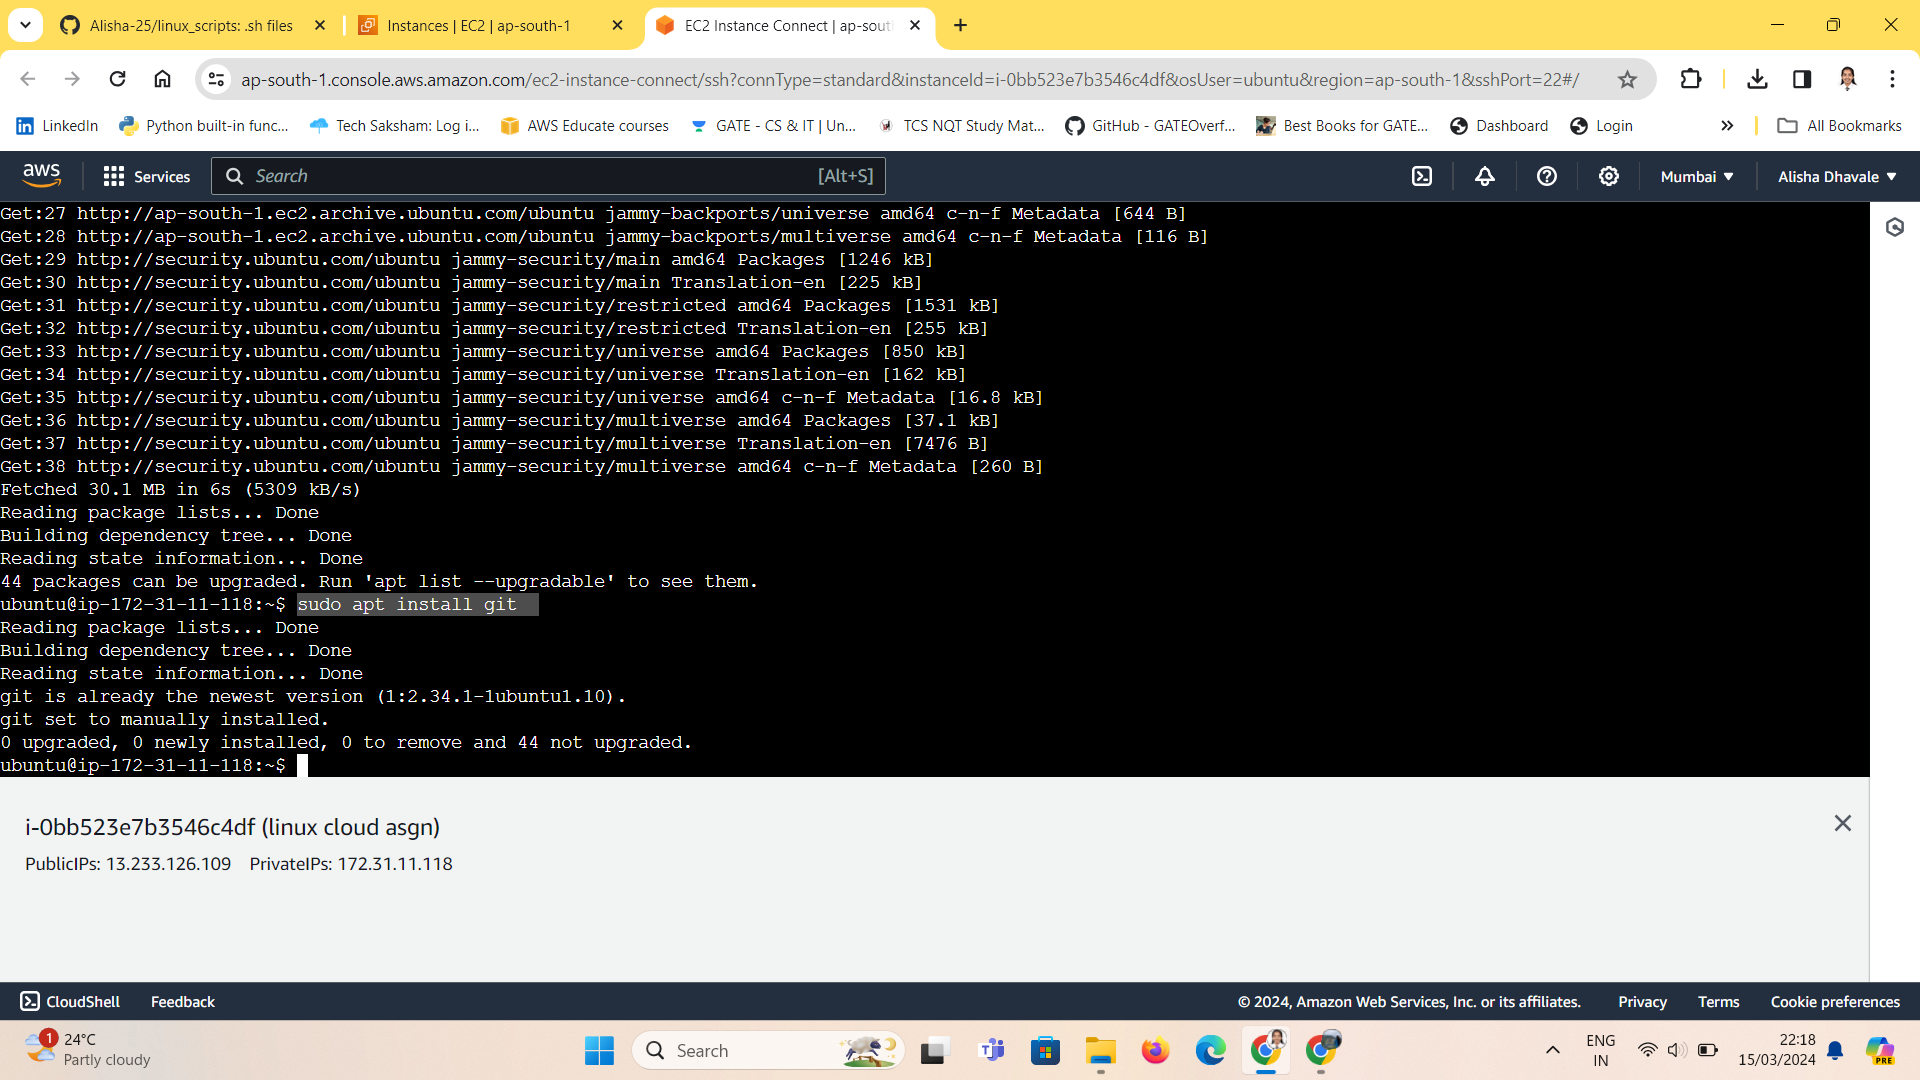 Alisha-25/linux_scripts: .sh files
Instances | EC2 | ap-south-1
EC2 Instance Connect | ap-sout
ap-south-1.console.aws.amazon.com/ec2-instance-connect/ssh?connType=standard&instanceId=i-0bb523e7b3546c4df&osUser=ubuntu&region=ap-south-1&sshPort=22#/
LinkedIn
Python built-in func...
Tech Saksham: Log i...
AWS Educate courses
GATE - CS & IT | Un...
TCS NQT Study Mat...
GitHub - GATEOverf...
Best Books for GATE...
Dashboard
Login
All Bookmarks
aws
Services
Search
[Alt+S]
Mumbai
Alisha Dhavale
Get:27 http://ap-south-1.ec2.archive.ubuntu.com/ubuntu jammy-backports/universe amd64 c-n-f Metadata [644 B]
Get:28 http://ap-south-1.ec2.archive.ubuntu.com/ubuntu jammy-backports/multiverse amd64 c-n-f Metadata [116 B]
Get:29 http://security.ubuntu.com/ubuntu jammy-security/main amd64 Packages [1246 kB]
Get:30 http://security.ubuntu.com/ubuntu jammy-security/main Translation-en [225 kB]
Get:31 http://security.ubuntu.com/ubuntu jammy-security/restricted amd64 Packages [1531 kB]
Get:32 http://security.ubuntu.com/ubuntu jammy-security/restricted Translation-en [255 kB]
Get:33 http://security.ubuntu.com/ubuntu jammy-security/universe amd64 Packages [850 kB]
Get:34 http://security.ubuntu.com/ubuntu jammy-security/universe Translation-en [162 kB]
Get:35 http://security.ubuntu.com/ubuntu jammy-security/universe amd64 c-n-f Metadata [16.8 kB]
Get:36 http://security.ubuntu.com/ubuntu jammy-security/multiverse amd64 Packages [37.1 kB]
Get:37 http://security.ubuntu.com/ubuntu jammy-security/multiverse Translation-en [7476 B]
Get:38 http://security.ubuntu.com/ubuntu jammy-security/multiverse amd64 c-n-f Metadata [260 B]
Fetched 30.1 MB in 6s (5309 kB/s)
Reading package lists... Done
Building dependency tree... Done
Reading state information... Done
44 packages can be upgraded. Run 'apt list --upgradable' to see them.
ubuntu@ip-172-31-11-118:~$ sudo apt install git
Reading package lists... Done
Building dependency tree... Done
Reading state information... Done
git is already the newest version (1:2.34.1-1ubuntu1.10).
git set to manually installed.
0 upgraded, 0 newly installed, 0 to remove and 44 not upgraded.
ubuntu@ip-172-31-11-118:~$
i-0bb523e7b3546c4df (linux cloud asgn)
PublicIPs: 13.233.126.109 PrivateIPs: 172.31.11.118
CloudShell
Feedback
© 2024, Amazon Web Services, Inc. or its affiliates.
Privacy
Terms
Cookie preferences
1
24°C
Partly cloudy
Search
ENG
IN
22:18
15/03/2024
PRE